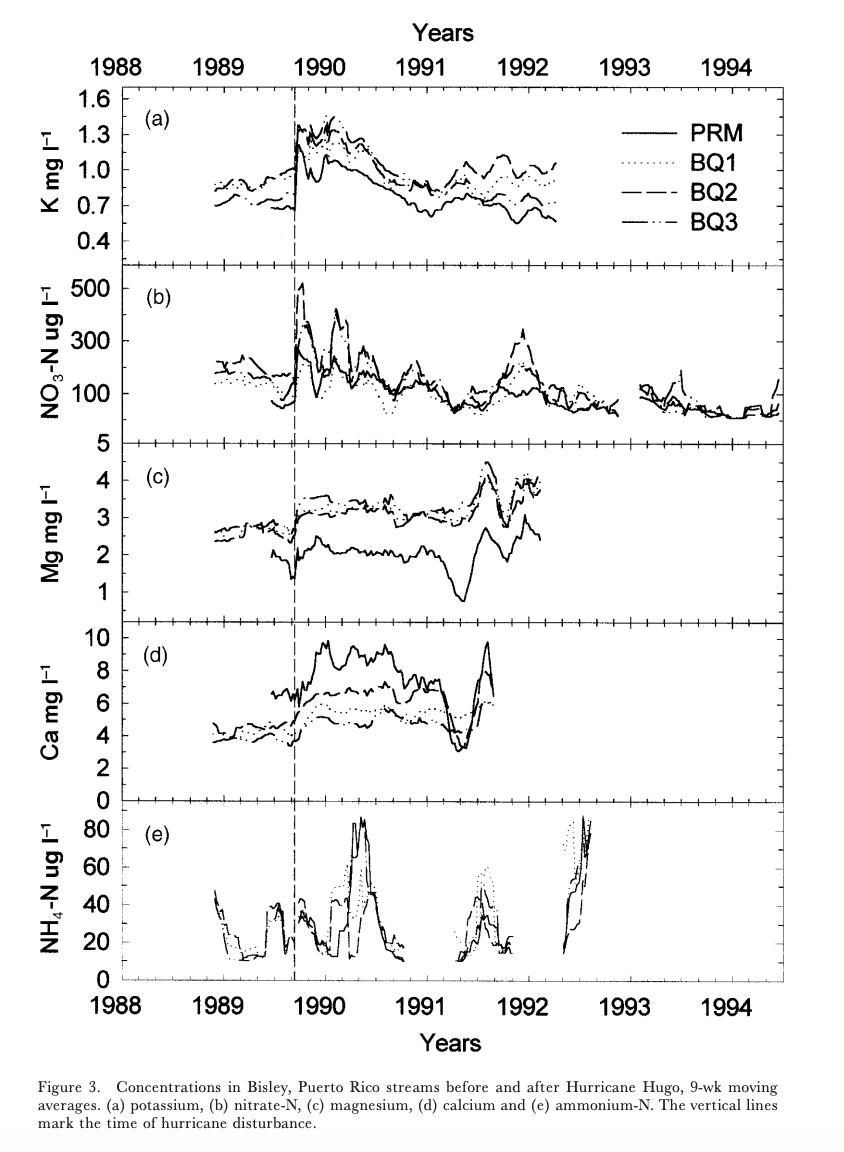 Years
1988 1989 1990 1991 1992 1993 1994
(a)
K mg l⁻¹
1.6
1.3
1.0
0.7
0.4
PRM
BQ1
BQ2
BQ3
(b)
NO₃-N ug l⁻¹
500
300
100
5
(c)
Mg mg l⁻¹
4
3
2
1
(d)
Ca mg l⁻¹
10
8
6
4
2
0
(e)
NH₄-N ug l⁻¹
80
60
40
20
0
1988 1989 1990 1991 1992 1993 1994
Years
Figure 3. Concentrations in Bisley, Puerto Rico streams before and after Hurricane Hugo, 9-wk moving
averages. (a) potassium, (b) nitrate-N, (c) magnesium, (d) calcium and (e) ammonium-N. The vertical lines
mark the time of hurricane disturbance.